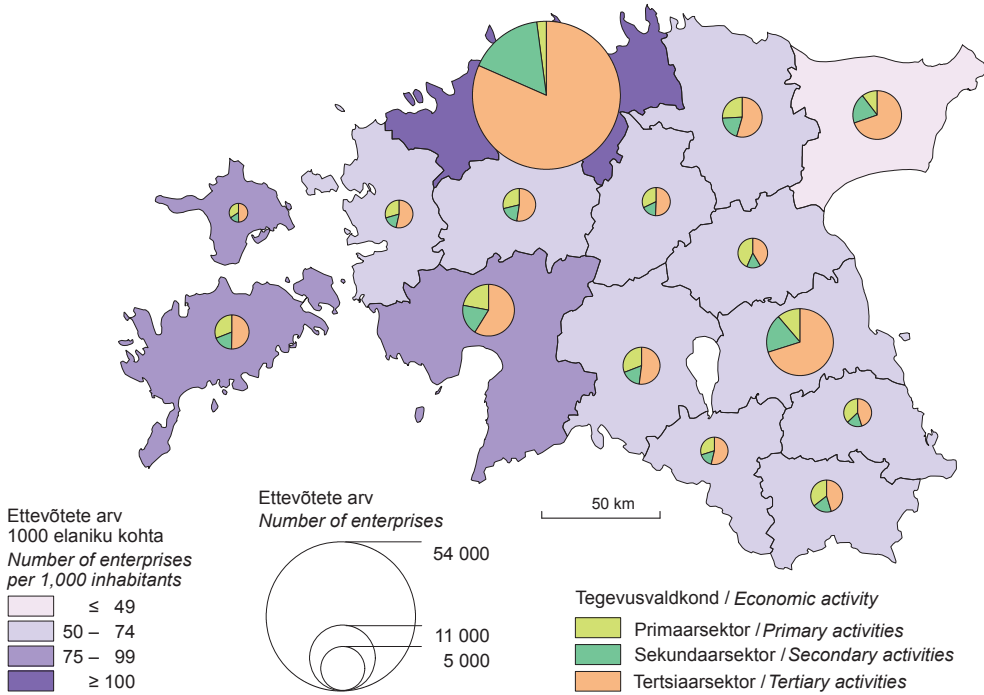 Ettevõtete arv
1000 elaniku kohta
Number of enterprises
per 1,000 inhabitants
≤ 49
50 – 74
75 – 99
≥ 100
Ettevõtete arv
Number of enterprises
54 000
11 000
5 000
50 km
Tegevusvaldkond / Economic activity
Primaarsektor / Primary activities
Sekundaarsektor / Secondary activities
Tertsiaarsektor / Tertiary activities